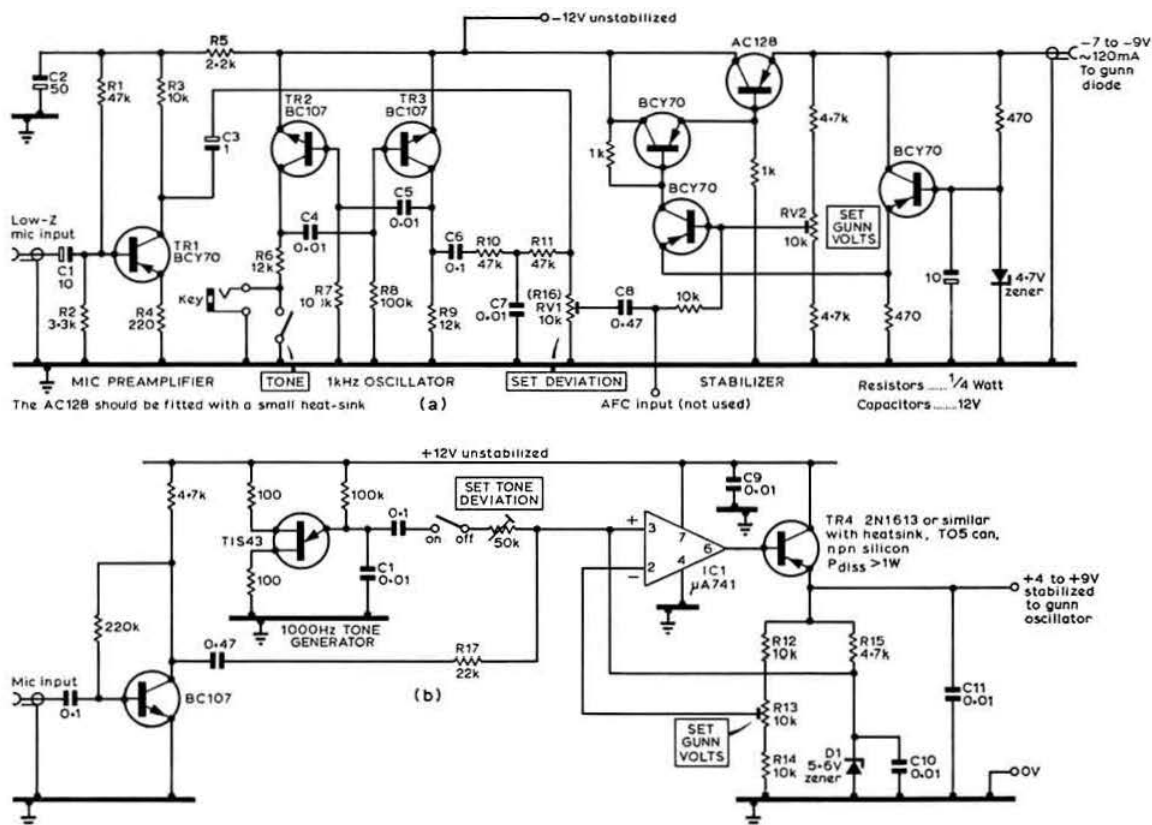 -12V unstabilized
AC128
-7 to -9V
~120mA
To gunn
diode
R5
2·2k
C2
50
R1
47k
R3
10k
TR2
BC107
TR3
BC107
C3
1
BCY70
4·7k
470
1k
1k
BCY70
BCY70
C5
0·01
C4
0·01
SET
GUNN
VOLTS
RV2
10k
Low-Z
mic input
C1
10
TR1
BCY70
R6
12k
C6
0·1
R10
47k
R11
47k
10
4·7V
zener
Key
R7
R8
100k
R9
12k
C7
0·01
(R16)
RV1
10k
C8
0·47
10k
4·7k
470
R2
3·3k
R4
220
MIC PREAMPLIFIER
TONE
1kHz OSCILLATOR
SET DEVIATION
STABILIZER
Resistors ..... 1/4 Watt
Capacitors ........ 12V
The AC128 should be fitted with a small heat-sink
(a)
AFC input (not used)
+12V unstabilized
4·7k
100
100k
SET TONE
DEVIATION
C9
0·01
TIS43
0·1
on
off
50k
+
3
7
6
2
4
−
IC1
µA741
TR4 2N1613 or similar
with heatsink, TO5 can,
npn silicon
Pdiss >1W
100
C1
0·01
+4 to +9V
stabilized
to gunn
oscillator
220k
1000Hz TONE
GENERATOR
R12
10k
R15
4·7k
0·47
R17
22k
(b)
Mic input
0·1
BC107
R13
10k
C11
0·01
SET
GUNN
VOLTS
R14
10k
D1
5·6V
zener
C10
0·01
0V